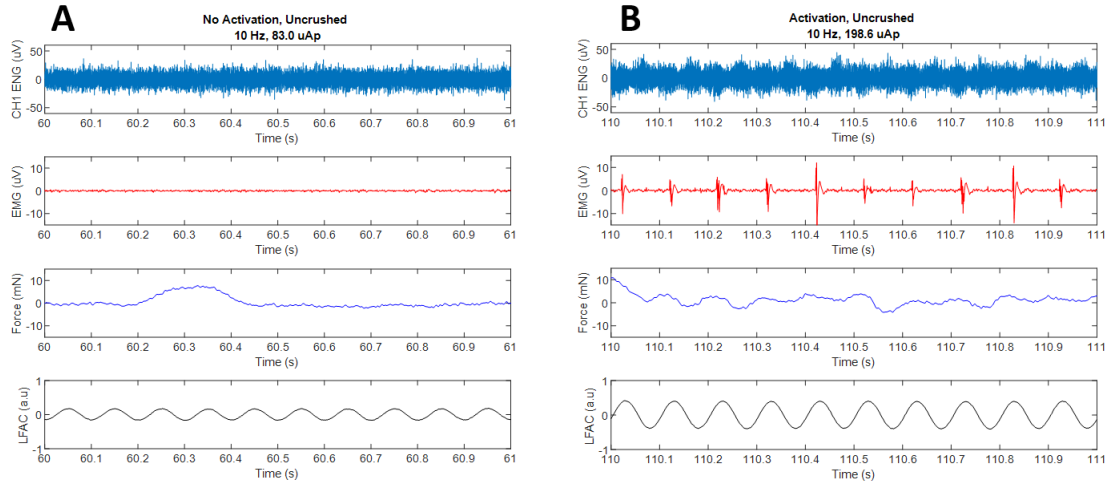 A
No Activation, Uncrushed
10 Hz, 83.0 uAp
CH1 ENG (uV)
50
0
-50
60 60.1 60.2 60.3 60.4 60.5 60.6 60.7 60.8 60.9 61
Time (s)
EMG (uV)
10
0
-10
60 60.1 60.2 60.3 60.4 60.5 60.6 60.7 60.8 60.9 61
Time (s)
Force (mN)
10
0
-10
60 60.1 60.2 60.3 60.4 60.5 60.6 60.7 60.8 60.9 61
Time (s)
LFAC (a.u)
1
0
-1
60 60.1 60.2 60.3 60.4 60.5 60.6 60.7 60.8 60.9 61
Time (s)
B
Activation, Uncrushed
10 Hz, 198.6 uAp
CH1 ENG (uV)
50
0
-50
110 110.1 110.2 110.3 110.4 110.5 110.6 110.7 110.8 110.9 111
Time (s)
EMG (uV)
10
0
-10
110 110.1 110.2 110.3 110.4 110.5 110.6 110.7 110.8 110.9 111
Time (s)
Force (mN)
10
0
-10
110 110.1 110.2 110.3 110.4 110.5 110.6 110.7 110.8 110.9 111
Time (s)
LFAC (a.u)
1
0
-1
110 110.1 110.2 110.3 110.4 110.5 110.6 110.7 110.8 110.9 111
Time (s)